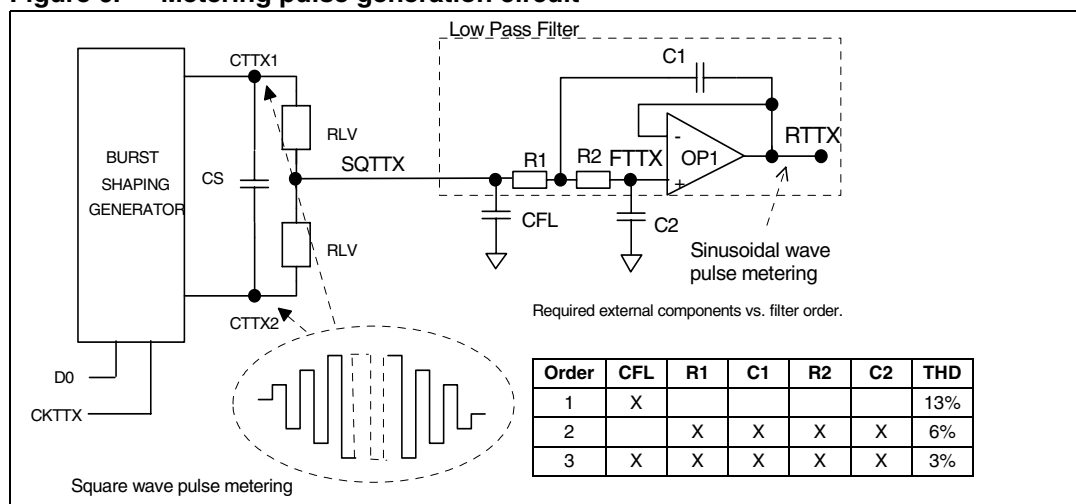 Figure 3. Metering pulse generation circuit
Low Pass Filter
CTTX1
C1
RLV
RTTX
BURST
SHAPING
GENERATOR
CS
SQTTX
R1
R2
FTTX
-
+
OP1
CFL
C2
RLV
Sinusoidal wave
pulse metering
Required external components vs. filter order.
CTTX2
D0
CKTTX
Order CFL R1 C1 R2 C2 THD
1 X 13%
2 X X X X 6%
3 X X X X X 3%
Square wave pulse metering